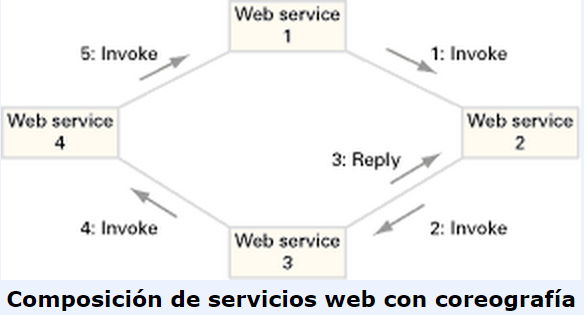 Web service
1
5: Invoke
1: Invoke
Web service
4
Web service
2
3: Reply
4: Invoke
2: Invoke
Web service
3
Composición de servicios web con coreografía